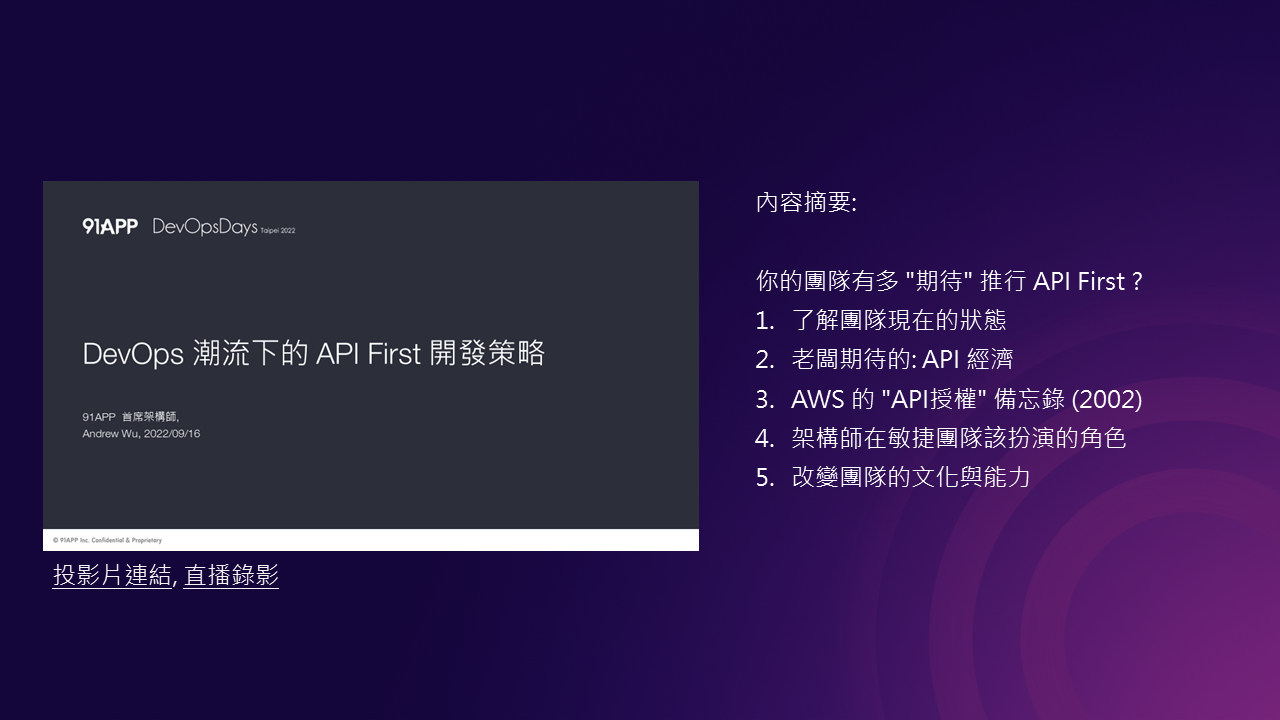 91APP DevOpsDays Taipei 2022
DevOps 潮流下的 API First 開發策略
91APP 首席架構師,
Andrew Wu, 2022/09/16
© 91APP Inc. Confidential & Proprietary
投影片連結, 直播錄影
內容摘要:
你的團隊有多 "期待" 推行 API First ?
1. 了解團隊現在的狀態
2. 老闆期待的: API 經濟
3. AWS 的 "API授權" 備忘錄 (2002)
4. 架構師在敏捷團隊該扮演的角色
5. 改變團隊的文化與能力